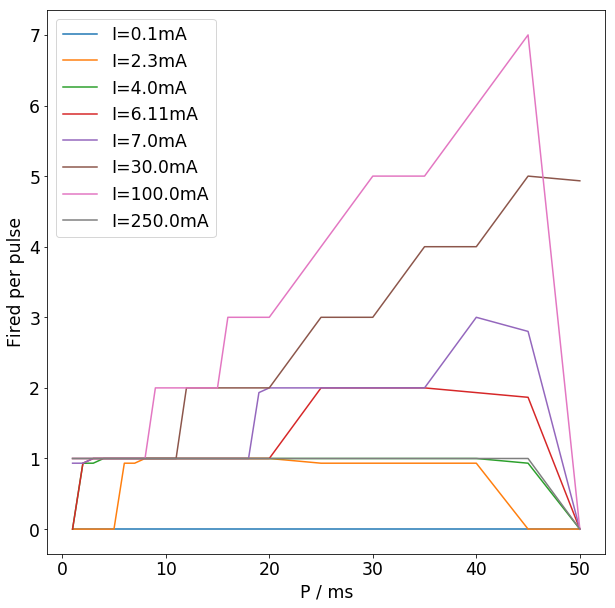 I=0.1mA
I=2.3mA
I=4.0mA
I=6.11mA
I=7.0mA
I=30.0mA
I=100.0mA
I=250.0mA
Fired per pulse
7
6
5
4
3
2
1
0
0 10 20 30 40 50
P / ms